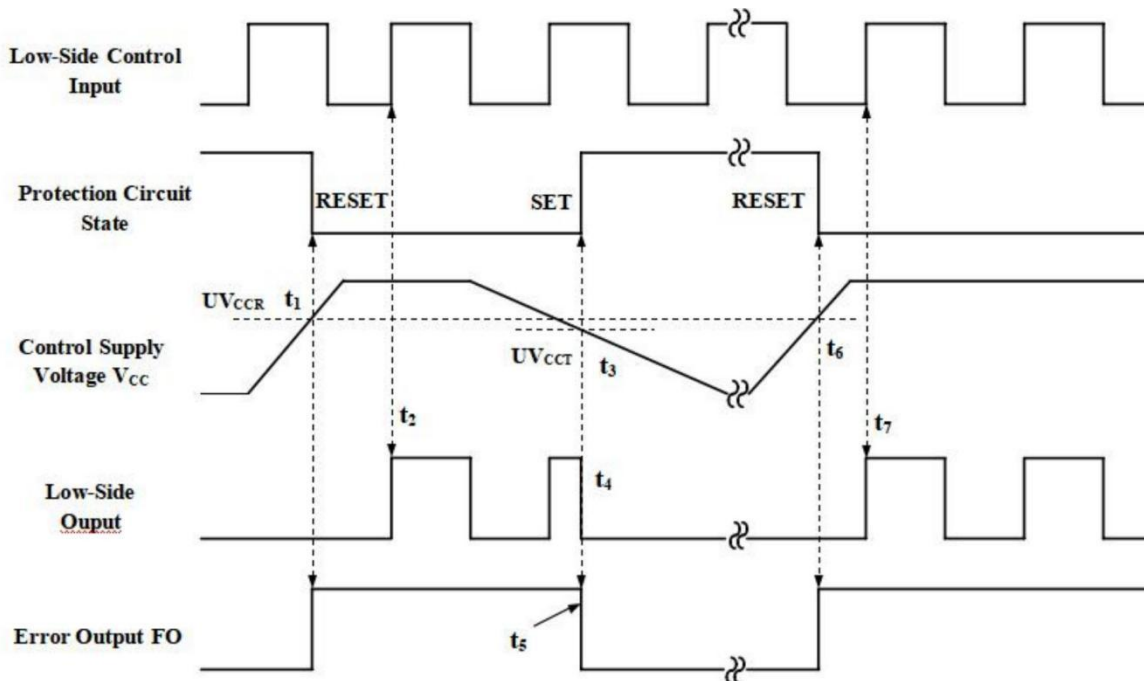 Low-Side Control
Input
Protection Circuit
State
RESET
SET
RESET
UVCCR
t1
Control Supply
Voltage VCC
UVCCT
t3
t6
t2
t7
Low-Side
Ouput
t4
Error Output FO
t5